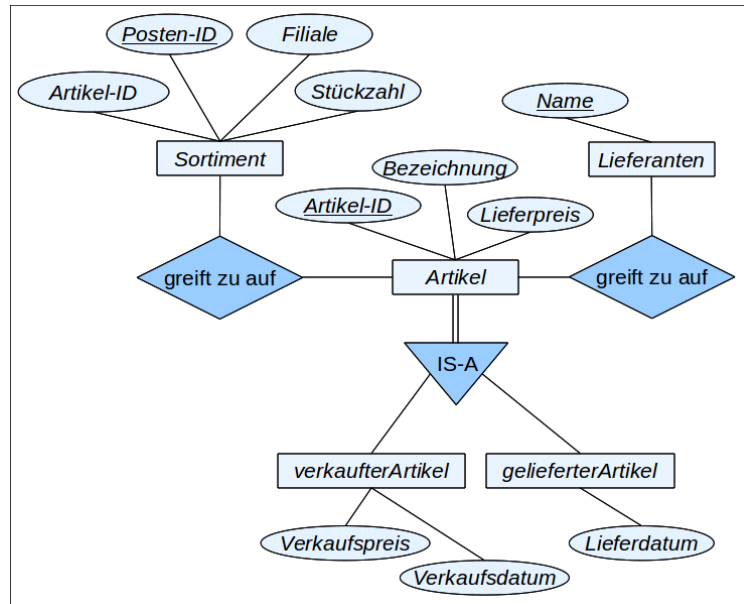 Posten-ID
Filiale
Artikel-ID
Stückzahl
Name
Sortiment
Bezeichnung
Lieferanten
Artikel-ID
Lieferpreis
greift zu auf
Artikel
greift zu auf
IS-A
verkaufterArtikel
gelieferterArtikel
Verkaufspreis
Lieferdatum
Verkaufsdatum